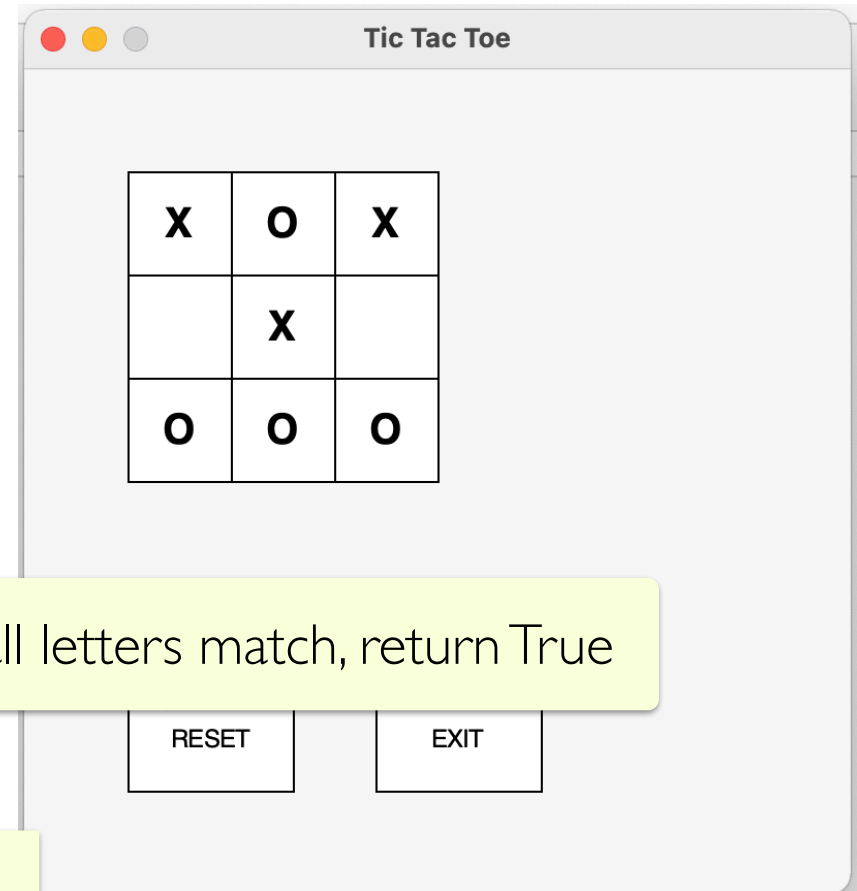 Tic Tac Toe
X O X
X
O O O
ll letters match, return True
RESET EXIT